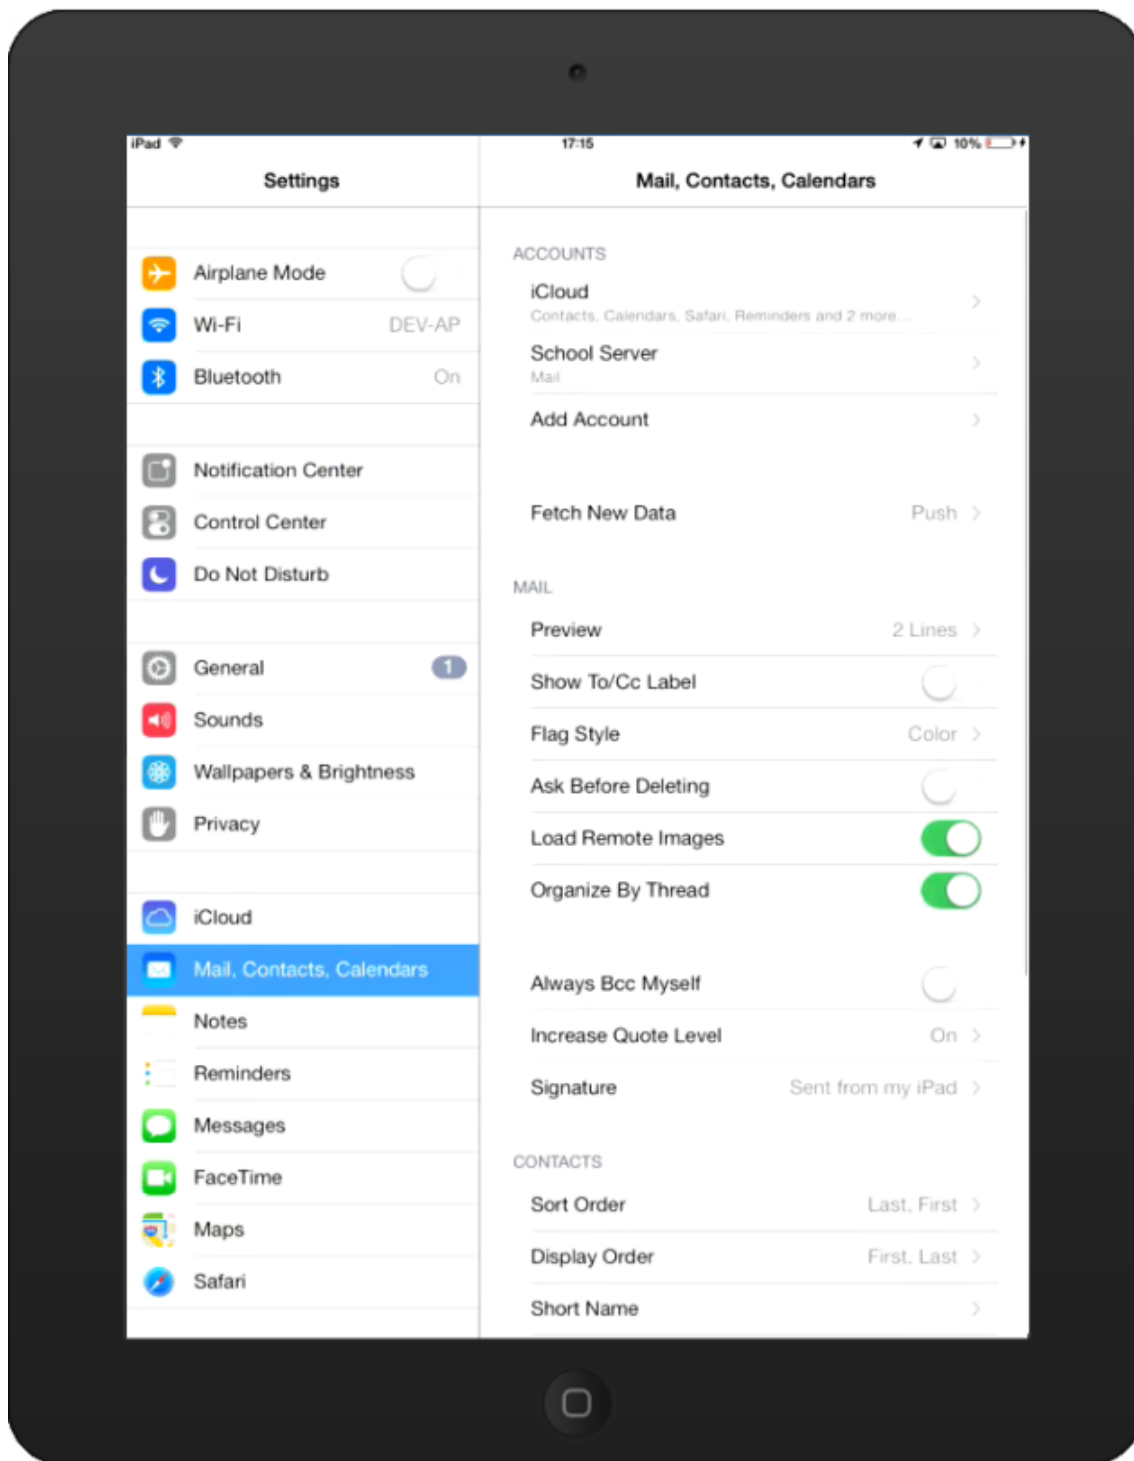 iPad 17:15 10%
Settings
Airplane Mode
Wi-Fi DEV-AP
Bluetooth On
Notification Center
Control Center
Do Not Disturb
General 1
Sounds
Wallpapers & Brightness
Privacy
iCloud
Mail, Contacts, Calendars
Notes
Reminders
Messages
FaceTime
Maps
Safari
Mail, Contacts, Calendars
ACCOUNTS
iCloud
Contacts, Calendars, Safari, Reminders and 2 more...
School Server
Mail
Add Account
Fetch New Data Push
MAIL
Preview 2 Lines
Show To/Cc Label
Flag Style Color
Ask Before Deleting
Load Remote Images
Organize By Thread
Always Bcc Myself
Increase Quote Level On
Signature Sent from my iPad
CONTACTS
Sort Order Last, First
Display Order First, Last
Short Name